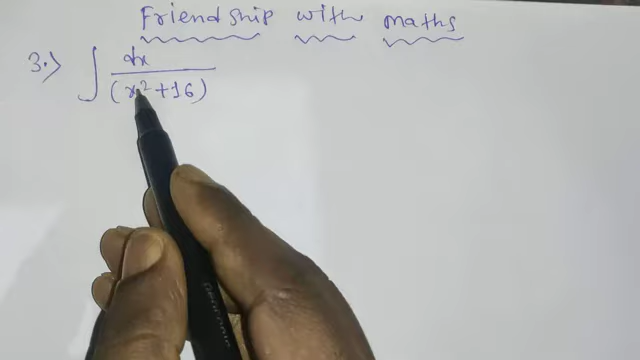 Friendship with maths
3.> ∫ dx
(x²+16)